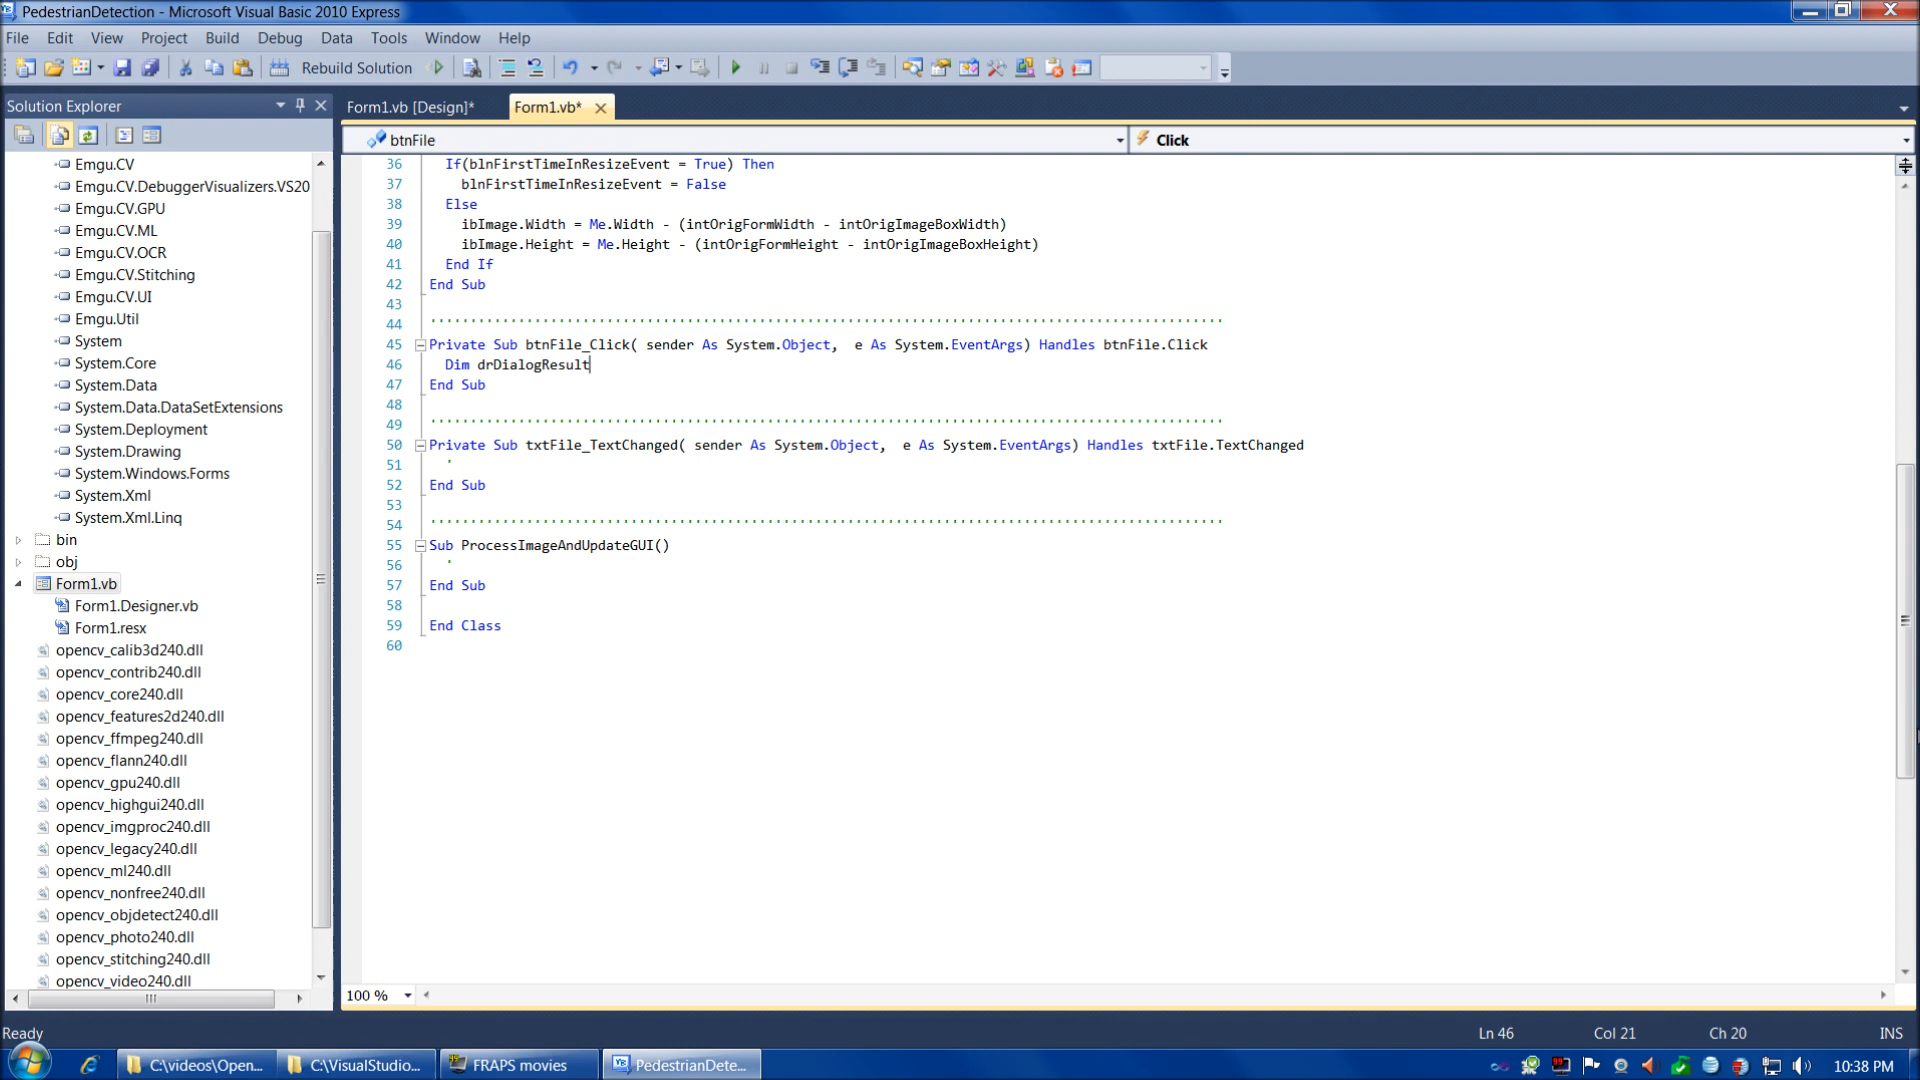 PedestrianDetection - Microsoft Visual Basic 2010 Express
File Edit View Project Build Debug Data Tools Window Help
Rebuild Solution
Solution Explorer
Form1.vb [Design]*
Form1.vb*
btnFile
Click
Emgu.CV
Emgu.CV.DebuggerVisualizers.VS20
Emgu.CV.GPU
Emgu.CV.ML
Emgu.CV.OCR
Emgu.CV.Stitching
Emgu.CV.UI
Emgu.Util
System
System.Core
System.Data
System.Data.DataSetExtensions
System.Deployment
System.Drawing
System.Windows.Forms
System.Xml
System.Xml.Linq
bin
obj
Form1.vb
Form1.Designer.vb
Form1.resx
opencv_calib3d240.dll
opencv_contrib240.dll
opencv_core240.dll
opencv_features2d240.dll
opencv_ffmpeg240.dll
opencv_flann240.dll
opencv_gpu240.dll
opencv_highgui240.dll
opencv_imgproc240.dll
opencv_legacy240.dll
opencv_ml240.dll
opencv_nonfree240.dll
opencv_objdetect240.dll
opencv_photo240.dll
opencv_stitching240.dll
opencv_video240.dll
36 If(blnFirstTimeInResizeEvent = True) Then
37 blnFirstTimeInResizeEvent = False
38 Else
39 ibImage.Width = Me.Width - (intOrigFormWidth - intOrigImageBoxWidth)
40 ibImage.Height = Me.Height - (intOrigFormHeight - intOrigImageBoxHeight)
41 End If
42 End Sub
43
44 '''''''''''''''''''''''''''''''''''''''''''''''''''''''''''''''''''''''''''''''''''''''''''''''''''
45 Private Sub btnFile_Click( sender As System.Object,  e As System.EventArgs) Handles btnFile.Click
46 Dim drDialogResult
47 End Sub
48
49 '''''''''''''''''''''''''''''''''''''''''''''''''''''''''''''''''''''''''''''''''''''''''''''''''''
50 Private Sub txtFile_TextChanged( sender As System.Object,  e As System.EventArgs) Handles txtFile.TextChanged
51 '
52 End Sub
53
54 '''''''''''''''''''''''''''''''''''''''''''''''''''''''''''''''''''''''''''''''''''''''''''''''''''
55 Sub ProcessImageAndUpdateGUI()
56 '
57 End Sub
58
59 End Class
60
100 %
Ready
Ln 46 Col 21 Ch 20 INS
C:\videos\Open...
C:\VisualStudio...
FRAPS movies
PedestrianDete...
10:38 PM